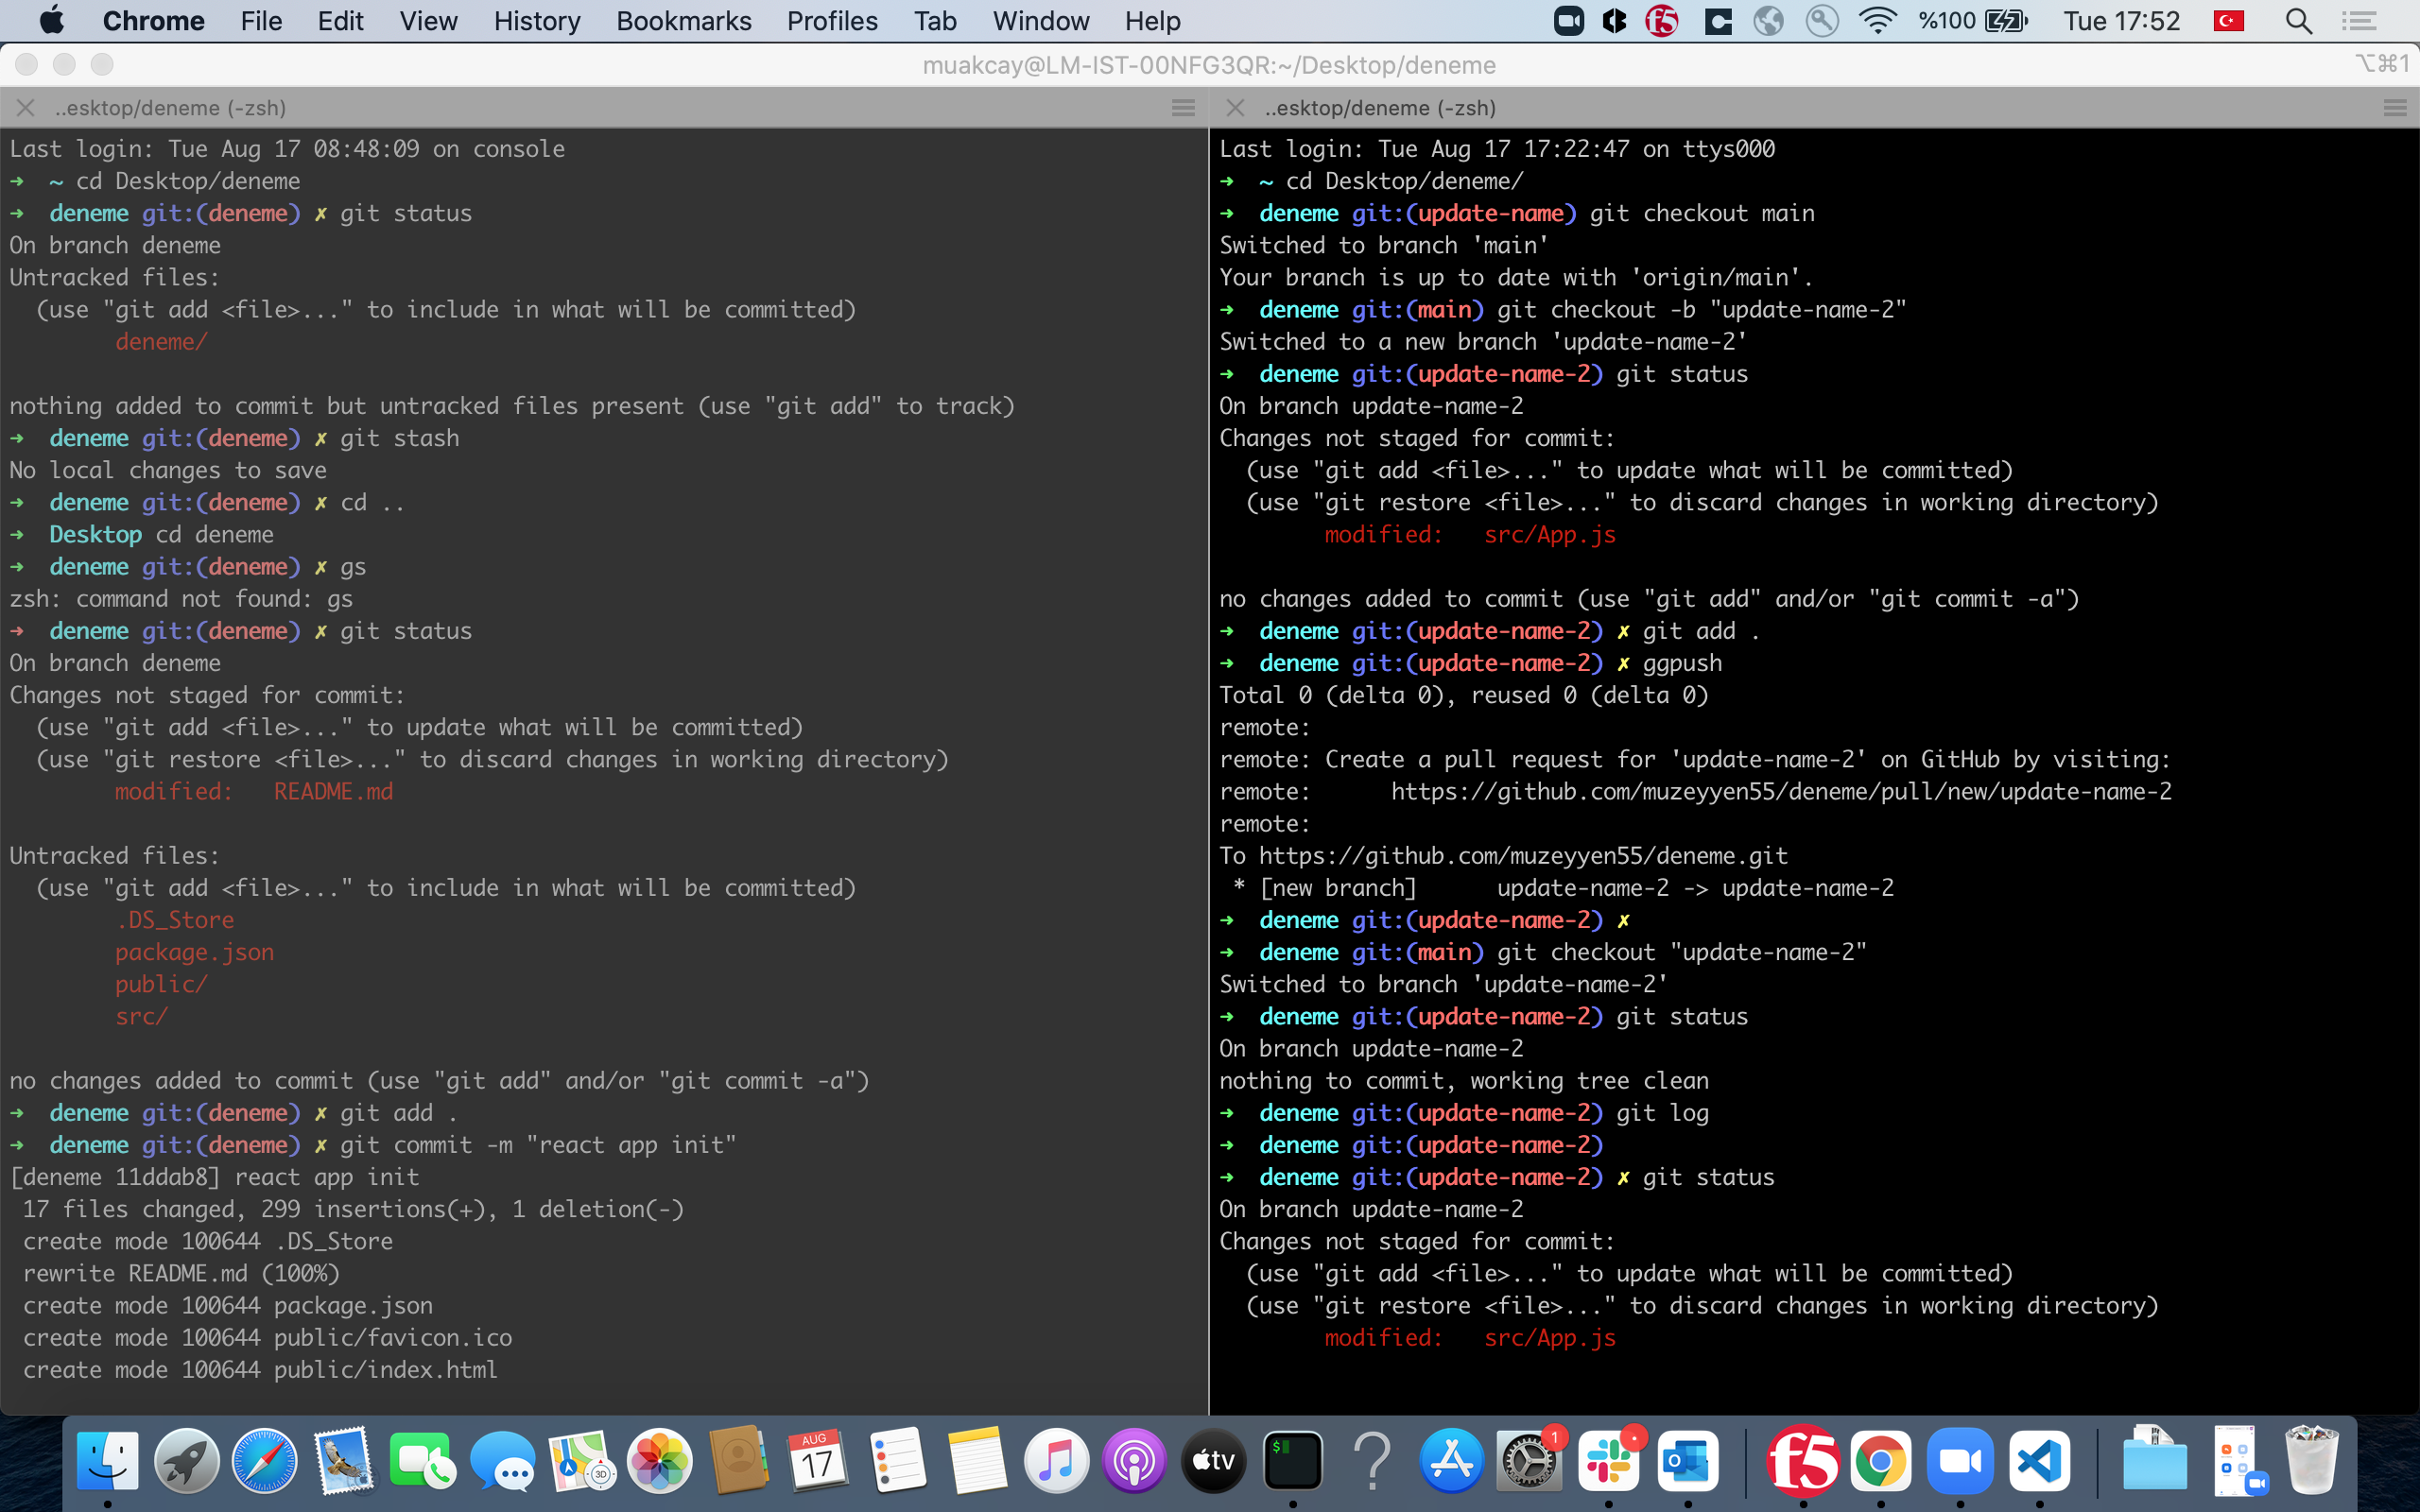 Chrome File Edit View History Bookmarks Profiles Tab Window Help f5 %100 Tue 17:52
muakcay@LM-IST-00NFG3QR:~/Desktop/deneme ⌥⌘1
..esktop/deneme (-zsh)
Last login: Tue Aug 17 08:48:09 on console
➜  ~ cd Desktop/deneme
➜  deneme git:(deneme) ✗ git status
On branch deneme
Untracked files:
  (use "git add <file>..." to include in what will be committed)
        deneme/
nothing added to commit but untracked files present (use "git add" to track)
➜  deneme git:(deneme) ✗ git stash
No local changes to save
➜  deneme git:(deneme) ✗ cd ..
➜  Desktop cd deneme
➜  deneme git:(deneme) ✗ gs
zsh: command not found: gs
➜  deneme git:(deneme) ✗ git status
On branch deneme
Changes not staged for commit:
  (use "git add <file>..." to update what will be committed)
  (use "git restore <file>..." to discard changes in working directory)
        modified:   README.md
Untracked files:
  (use "git add <file>..." to include in what will be committed)
        .DS_Store
        package.json
        public/
        src/
no changes added to commit (use "git add" and/or "git commit -a")
➜  deneme git:(deneme) ✗ git add .
➜  deneme git:(deneme) ✗ git commit -m "react app init"
[deneme 11ddab8] react app init
 17 files changed, 299 insertions(+), 1 deletion(-)
 create mode 100644 .DS_Store
 rewrite README.md (100%)
 create mode 100644 package.json
 create mode 100644 public/favicon.ico
 create mode 100644 public/index.html
..esktop/deneme (-zsh)
Last login: Tue Aug 17 17:22:47 on ttys000
➜  ~ cd Desktop/deneme/
➜  deneme git:(update-name) git checkout main
Switched to branch 'main'
Your branch is up to date with 'origin/main'.
➜  deneme git:(main) git checkout -b "update-name-2"
Switched to a new branch 'update-name-2'
➜  deneme git:(update-name-2) git status
On branch update-name-2
Changes not staged for commit:
  (use "git add <file>..." to update what will be committed)
  (use "git restore <file>..." to discard changes in working directory)
        modified:   src/App.js
no changes added to commit (use "git add" and/or "git commit -a")
➜  deneme git:(update-name-2) ✗ git add .
➜  deneme git:(update-name-2) ✗ ggpush
Total 0 (delta 0), reused 0 (delta 0)
remote:
remote: Create a pull request for 'update-name-2' on GitHub by visiting:
remote:      https://github.com/muzeyyen55/deneme/pull/new/update-name-2
remote:
To https://github.com/muzeyyen55/deneme.git
 * [new branch]      update-name-2 -> update-name-2
➜  deneme git:(update-name-2) ✗
➜  deneme git:(main) git checkout "update-name-2"
Switched to branch 'update-name-2'
➜  deneme git:(update-name-2) git status
On branch update-name-2
nothing to commit, working tree clean
➜  deneme git:(update-name-2) git log
➜  deneme git:(update-name-2)
➜  deneme git:(update-name-2) ✗ git status
On branch update-name-2
Changes not staged for commit:
  (use "git add <file>..." to update what will be committed)
  (use "git restore <file>..." to discard changes in working directory)
        modified:   src/App.js
3D AUG 17 tv $ ? 1 O f5